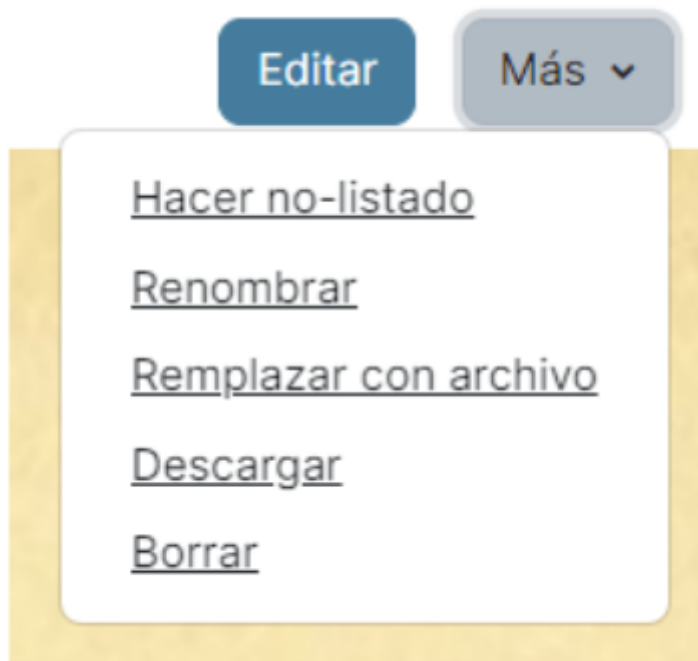 Editar
Más
Hacer no-listado
Renombrar
Remplazar con archivo
Descargar
Borrar